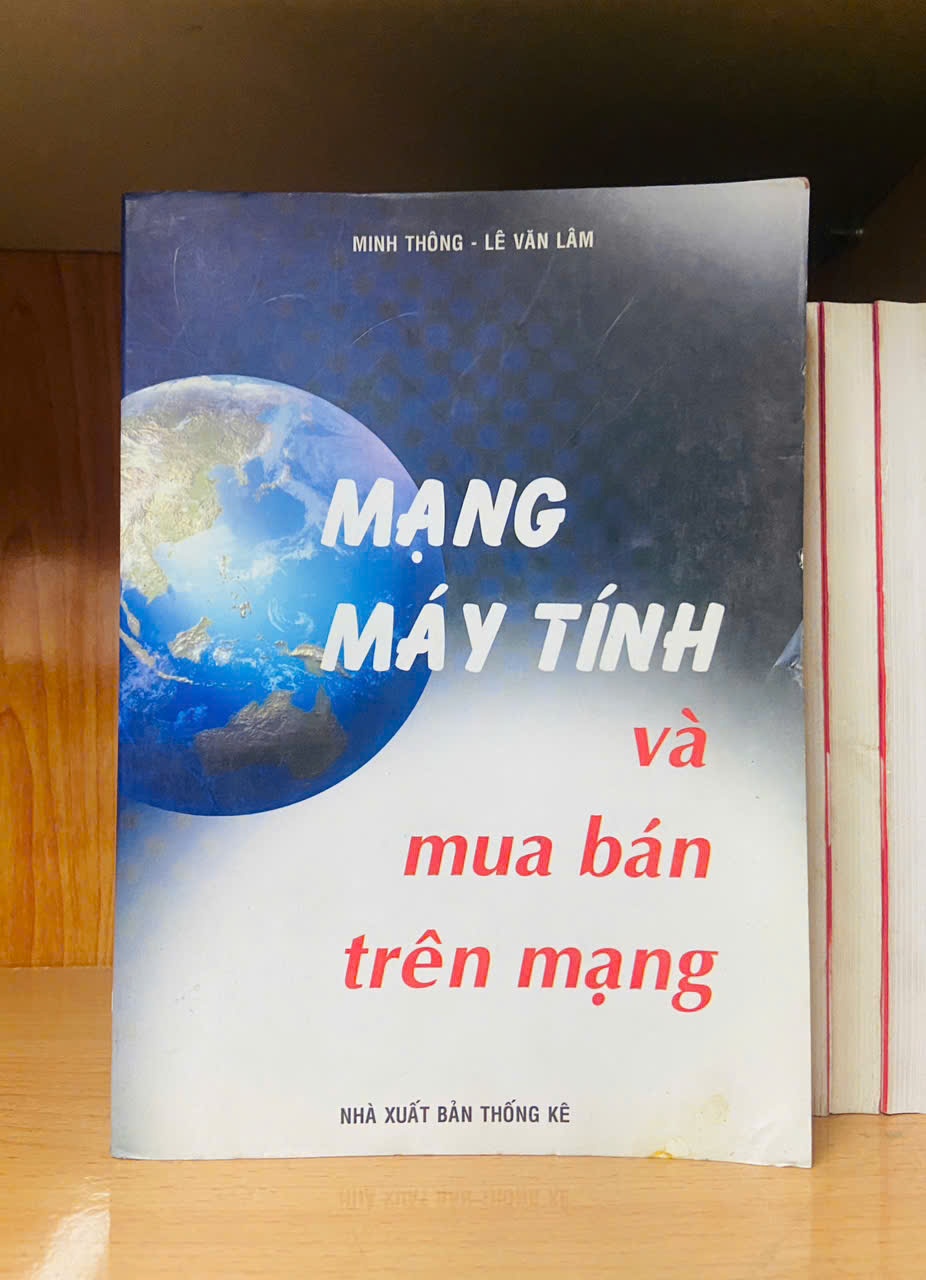 MINH THÔNG - LÊ VĂN LÂM
MẠNG
MÁY TÍNH
và
mua bán
trên mạng
NHÀ XUẤT BẢN THỐNG KÊ